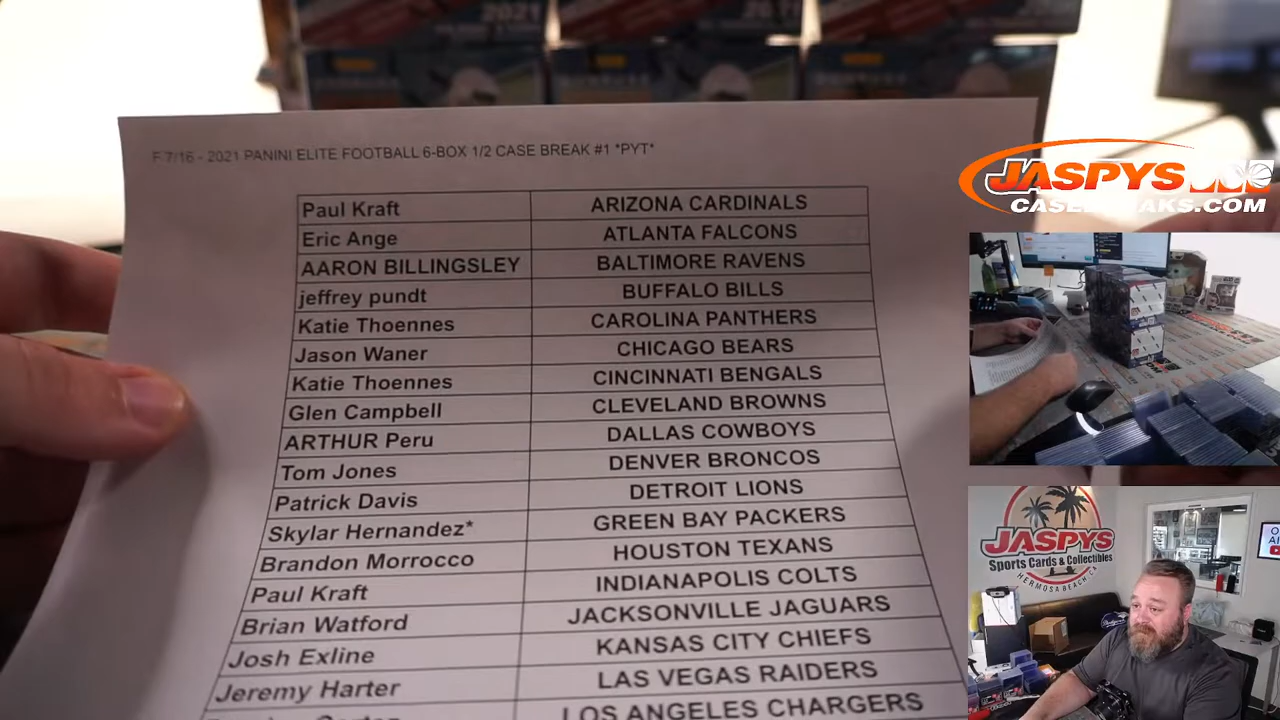 2021
F 7/16 - 2021 PANINI ELITE FOOTBALL 6-BOX 1/2 CASE BREAK #1 *PYT*
Paul Kraft ARIZONA CARDINALS
Eric Ange ATLANTA FALCONS
AARON BILLINGSLEY BALTIMORE RAVENS
jeffrey pundt BUFFALO BILLS
Katie Thoennes CAROLINA PANTHERS
Jason Waner CHICAGO BEARS
Katie Thoennes CINCINNATI BENGALS
Glen Campbell CLEVELAND BROWNS
ARTHUR Peru DALLAS COWBOYS
Tom Jones DENVER BRONCOS
Patrick Davis DETROIT LIONS
Skylar Hernandez* GREEN BAY PACKERS
Brandon Morrocco HOUSTON TEXANS
Paul Kraft INDIANAPOLIS COLTS
Brian Watford JACKSONVILLE JAGUARS
Josh Exline KANSAS CITY CHIEFS
Jeremy Harter LAS VEGAS RAIDERS
LOS ANGELES CHARGERS
JASPYS
CASEBREAKS.COM
JASPYS
Sports Cards & Collectibles
HERMOSA BEACH, CA